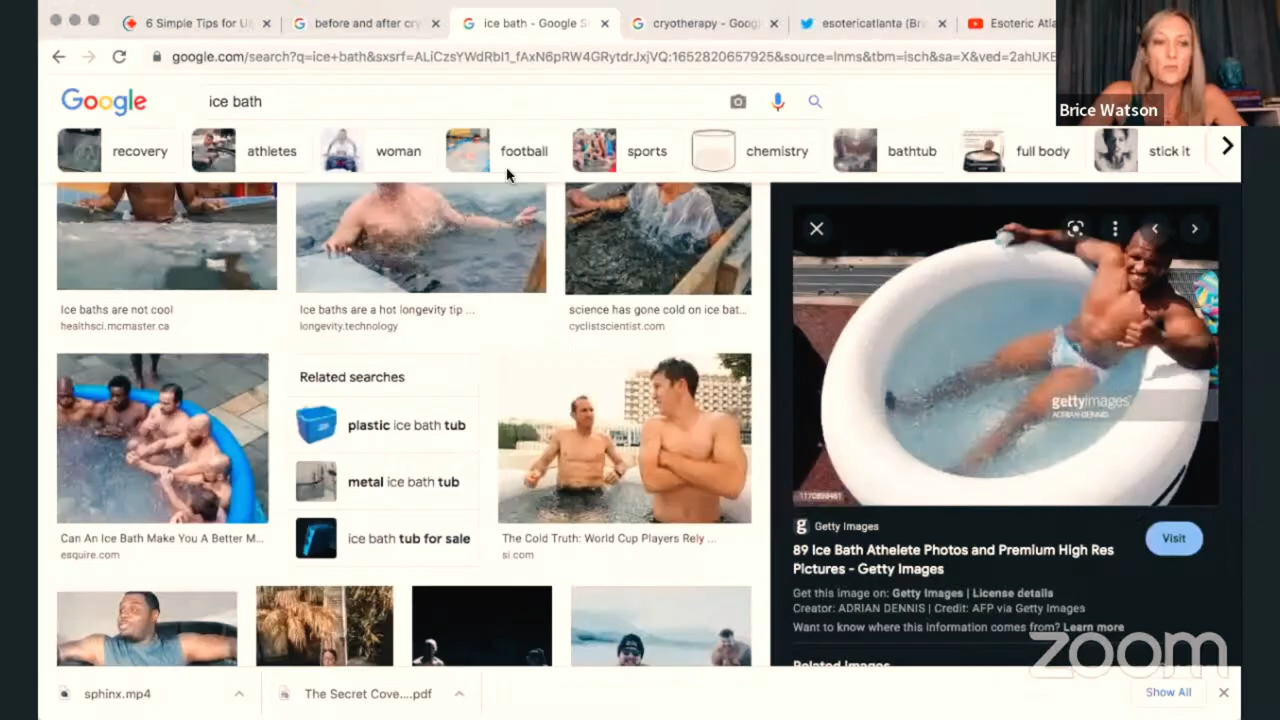 6 Simple Tips for U
before and after cry
ice bath - Google S
cryotherapy - Goog
esotericatlanta (Bri
Esoteric Atla
google.com/search?q=ice+bath&sxsrf=ALiCzsYWdRbI1_fAxN6pRW4GRytdrJxjVQ:1652820657925&source=lnms&tbm=isch&sa=X&ved=2ahUKE
Brice Watson
Google
ice bath
recovery
athletes
woman
football
sports
chemistry
bathtub
full body
stick it
Ice baths are not cool
healthsci.mcmaster.ca
Ice baths are a hot longevity tip ...
longevity.technology
science has gone cold on ice bat...
cyclistscientist.com
Related searches
plastic ice bath tub
metal ice bath tub
ice bath tub for sale
Can An Ice Bath Make You A Better M...
esquire.com
The Cold Truth: World Cup Players Rely ...
si.com
gettyimages
ADRIAN-DENNIS
1170899461
Getty Images
89 Ice Bath Athelete Photos and Premium High Res
Pictures - Getty Images
Visit
Get this image on: Getty Images | License details
Creator: ADRIAN DENNIS | Credit: AFP via Getty Images
Want to know where this information comes from? Learn more
Related Images
zoom
sphinx.mp4
The Secret Cove....pdf
Show All